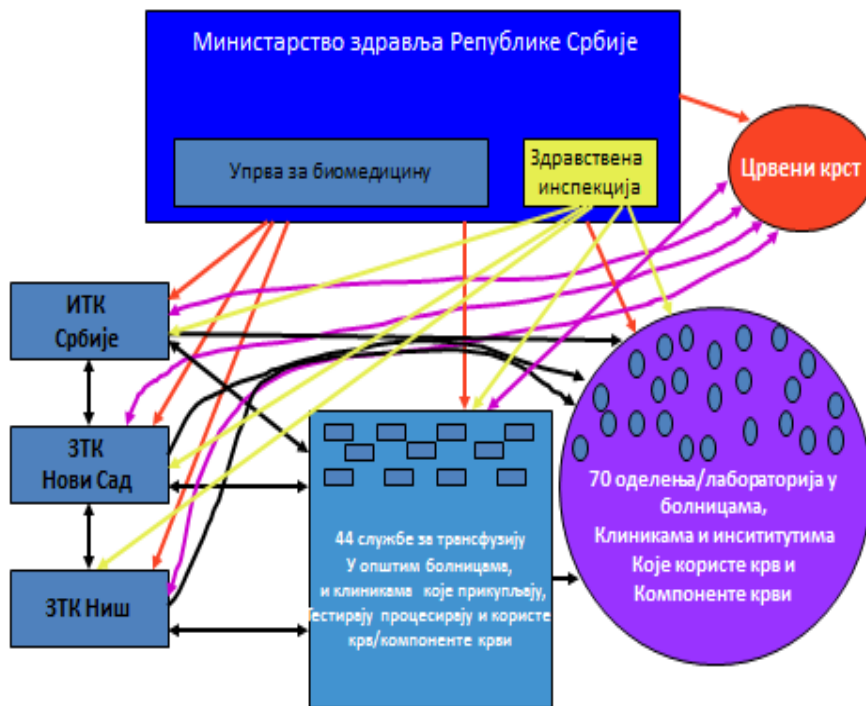 Министарство здравља Републике Србије
Упрва за биомедицину
Здравствена
инспекција
Црвени крст
ИТК
Србије
ЗТК
Нови Сад
ЗТК Ниш
44 службе за трансфузију
У општим болницама,
и клиникама које прикупљају,
Тестирају процесирају и користе
крв/компоненте крви
70 оделења/лабораторија у
болницама,
Клиникама и инсититутима
Које користе крв и
Компоненте крви